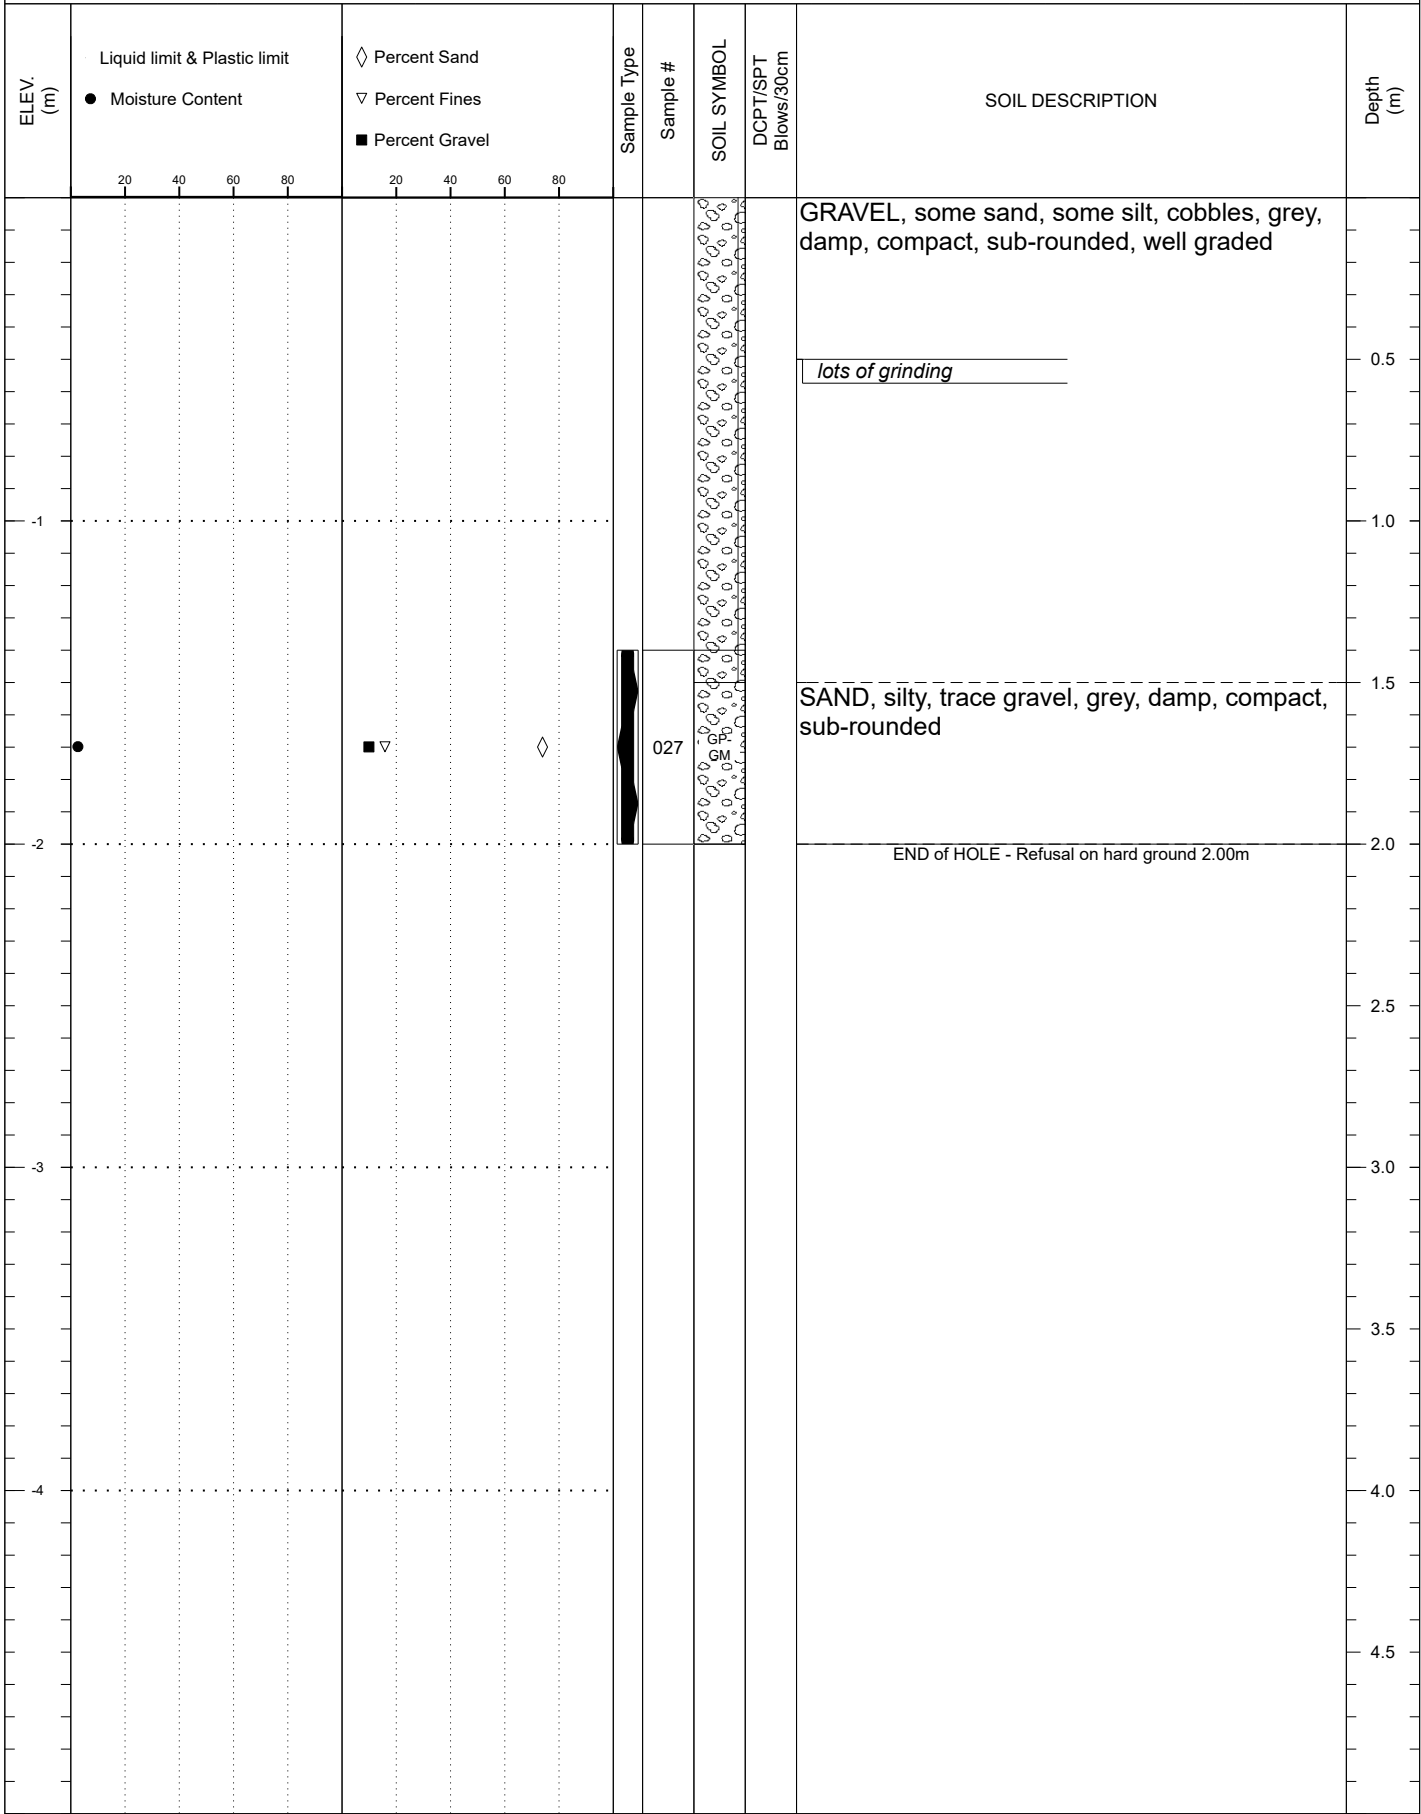 ELEV.
(m)
Liquid limit & Plastic limit
Moisture Content
20 40 60 80
Percent Sand
Percent Fines
Percent Gravel
20 40 60 80
Sample Type
Sample #
SOIL SYMBOL
DCPT/SPT
Blows/30cm
SOIL DESCRIPTION
Depth
(m)
GRAVEL, some sand, some silt, cobbles, grey,
damp, compact, sub-rounded, well graded
lots of grinding
0.5
-1
1.0
1.5
SAND, silty, trace gravel, grey, damp, compact,
sub-rounded
027
GP-
GM
-2
2.0
END of HOLE - Refusal on hard ground 2.00m
2.5
-3
3.0
3.5
-4
4.0
4.5